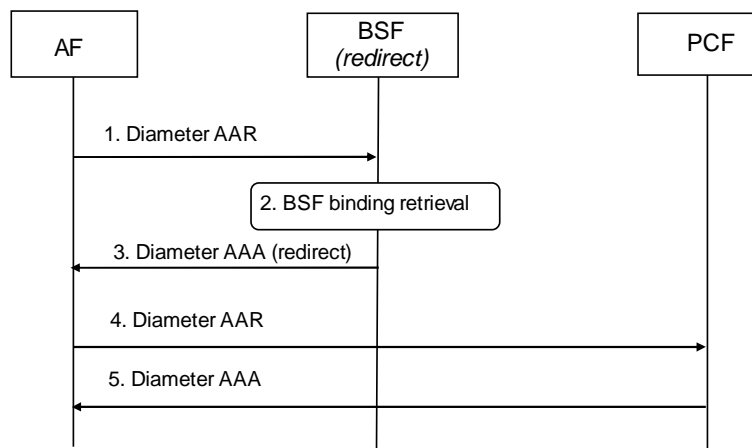 AF
BSF
(redirect)
PCF
1. Diameter AAR
2. BSF binding retrieval
3. Diameter AAA (redirect)
4. Diameter AAR
5. Diameter AAA